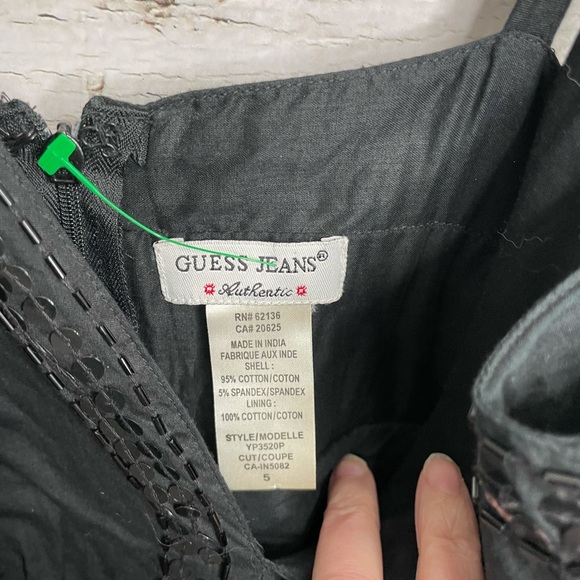 GUESS JEANS®
Authentic
RN# 62136
CA# 20625
MADE IN INDIA
FABRIQUE AUX INDE
SHELL :
95% COTTON/COTON
5% SPANDEX/SPANDEX
LINING :
100% COTTON/COTON
STYLE/MODELLE
YP3520P
CUT/COUPE
CA-IN5082
5